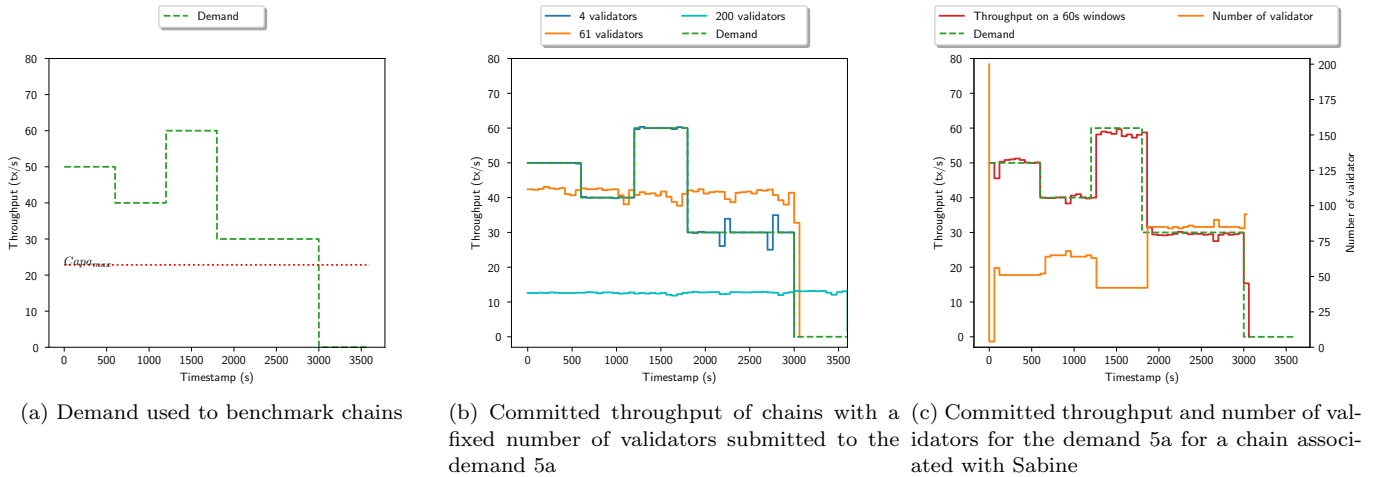 Demand
80
70
60
50
40
30
20
10
0
Throughput (tx/s)
Capa_max
0 500 1000 1500 2000 2500 3000 3500
Timestamp (s)
(a) Demand used to benchmark chains
4 validators 200 validators
61 validators Demand
80
70
60
50
40
30
20
10
0
Throughput (tx/s)
0 500 1000 1500 2000 2500 3000 3500
Timestamp (s)
(b) Committed throughput of chains with a
fixed number of validators submitted to the
demand 5a
Throughput on a 60s windows Number of validator
Demand
80
70
60
50
40
30
20
10
0
Throughput (tx/s)
200
175
150
125
100
75
50
25
0
Number of validator
0 500 1000 1500 2000 2500 3000 3500
Timestamp (s)
(c) Committed throughput and number of val-
idators for the demand 5a for a chain associ-
ated with Sabine